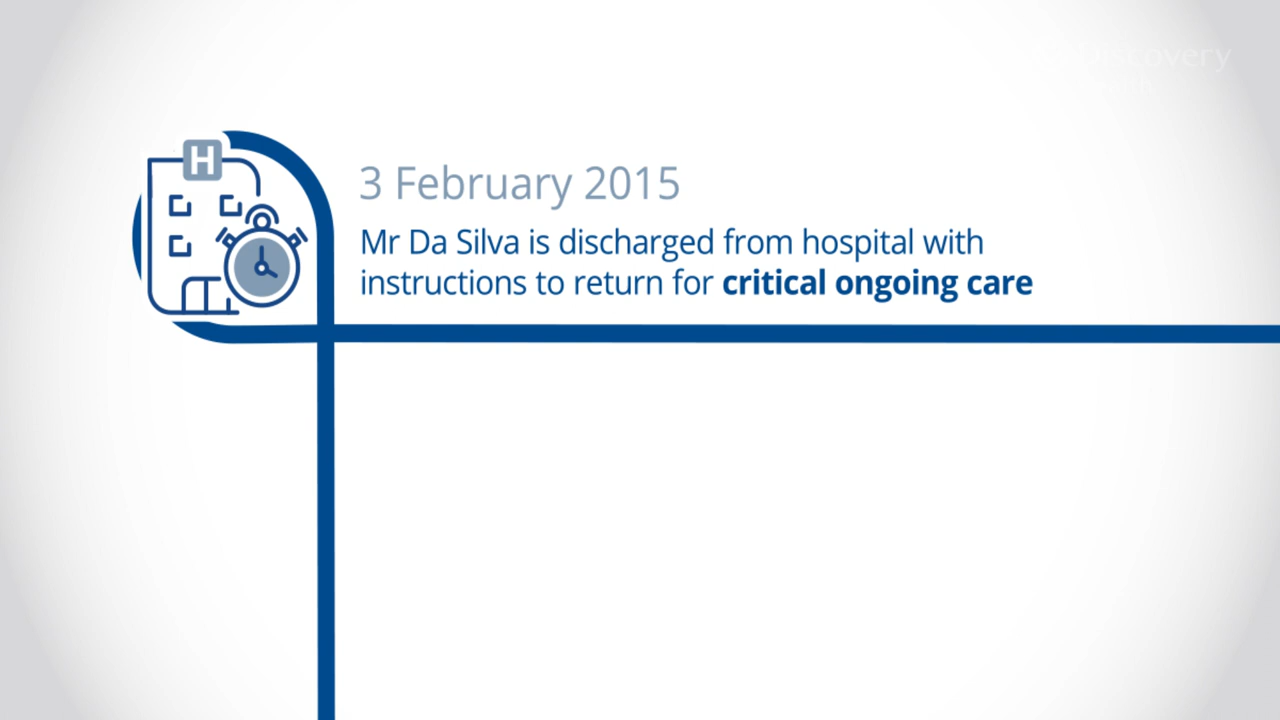 H
3 February 2015
Mr Da Silva is discharged from hospital with
instructions to return for critical ongoing care